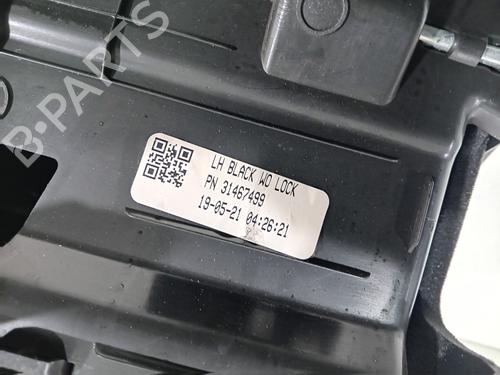 B-PARTS
LH BLACK WO LOCK
PN 31467499
19-05-21 04:26:21